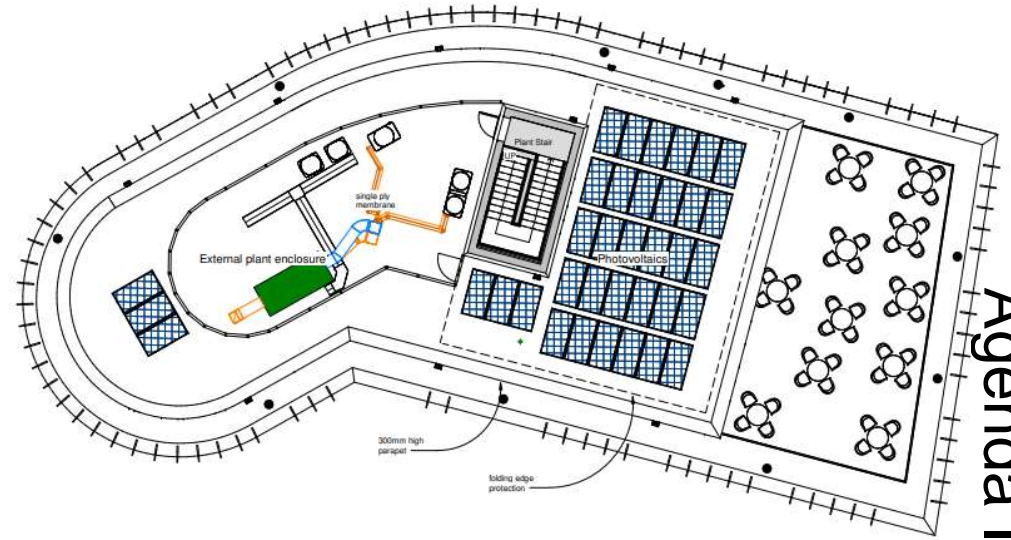 Plant Stair
UP
single ply
membrane
External plant enclosure
Photovoltaics
300mm high
parapet
folding edge
protection
Agenda